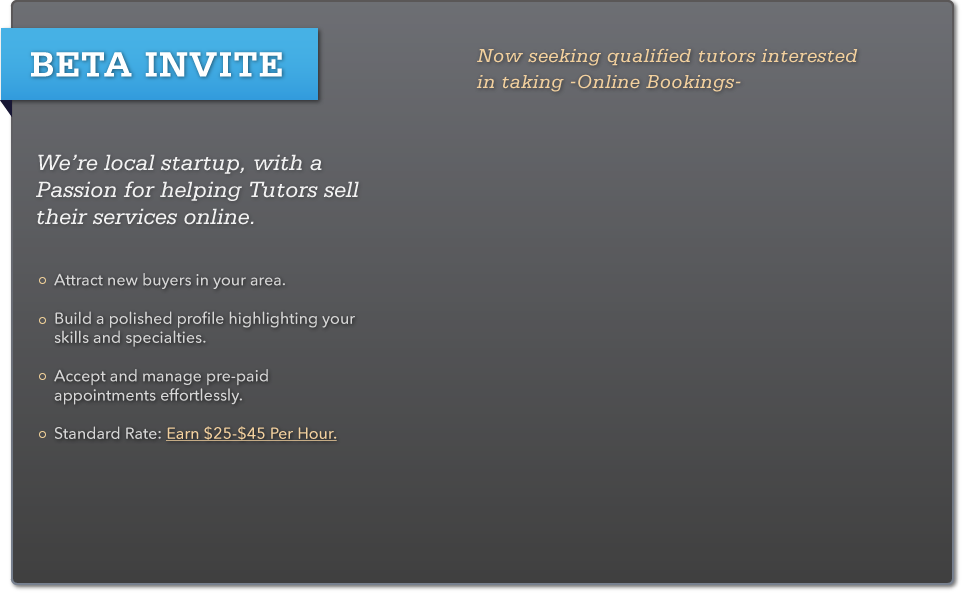 BETA INVITE
Now seeking qualified tutors interested
in taking -Online Bookings-
We're local startup, with a
Passion for helping Tutors sell
their services online.
Attract new buyers in your area.
Build a polished profile highlighting your
skills and specialties.
Accept and manage pre-paid
appointments effortlessly.
Standard Rate: Earn $25-$45 Per Hour.